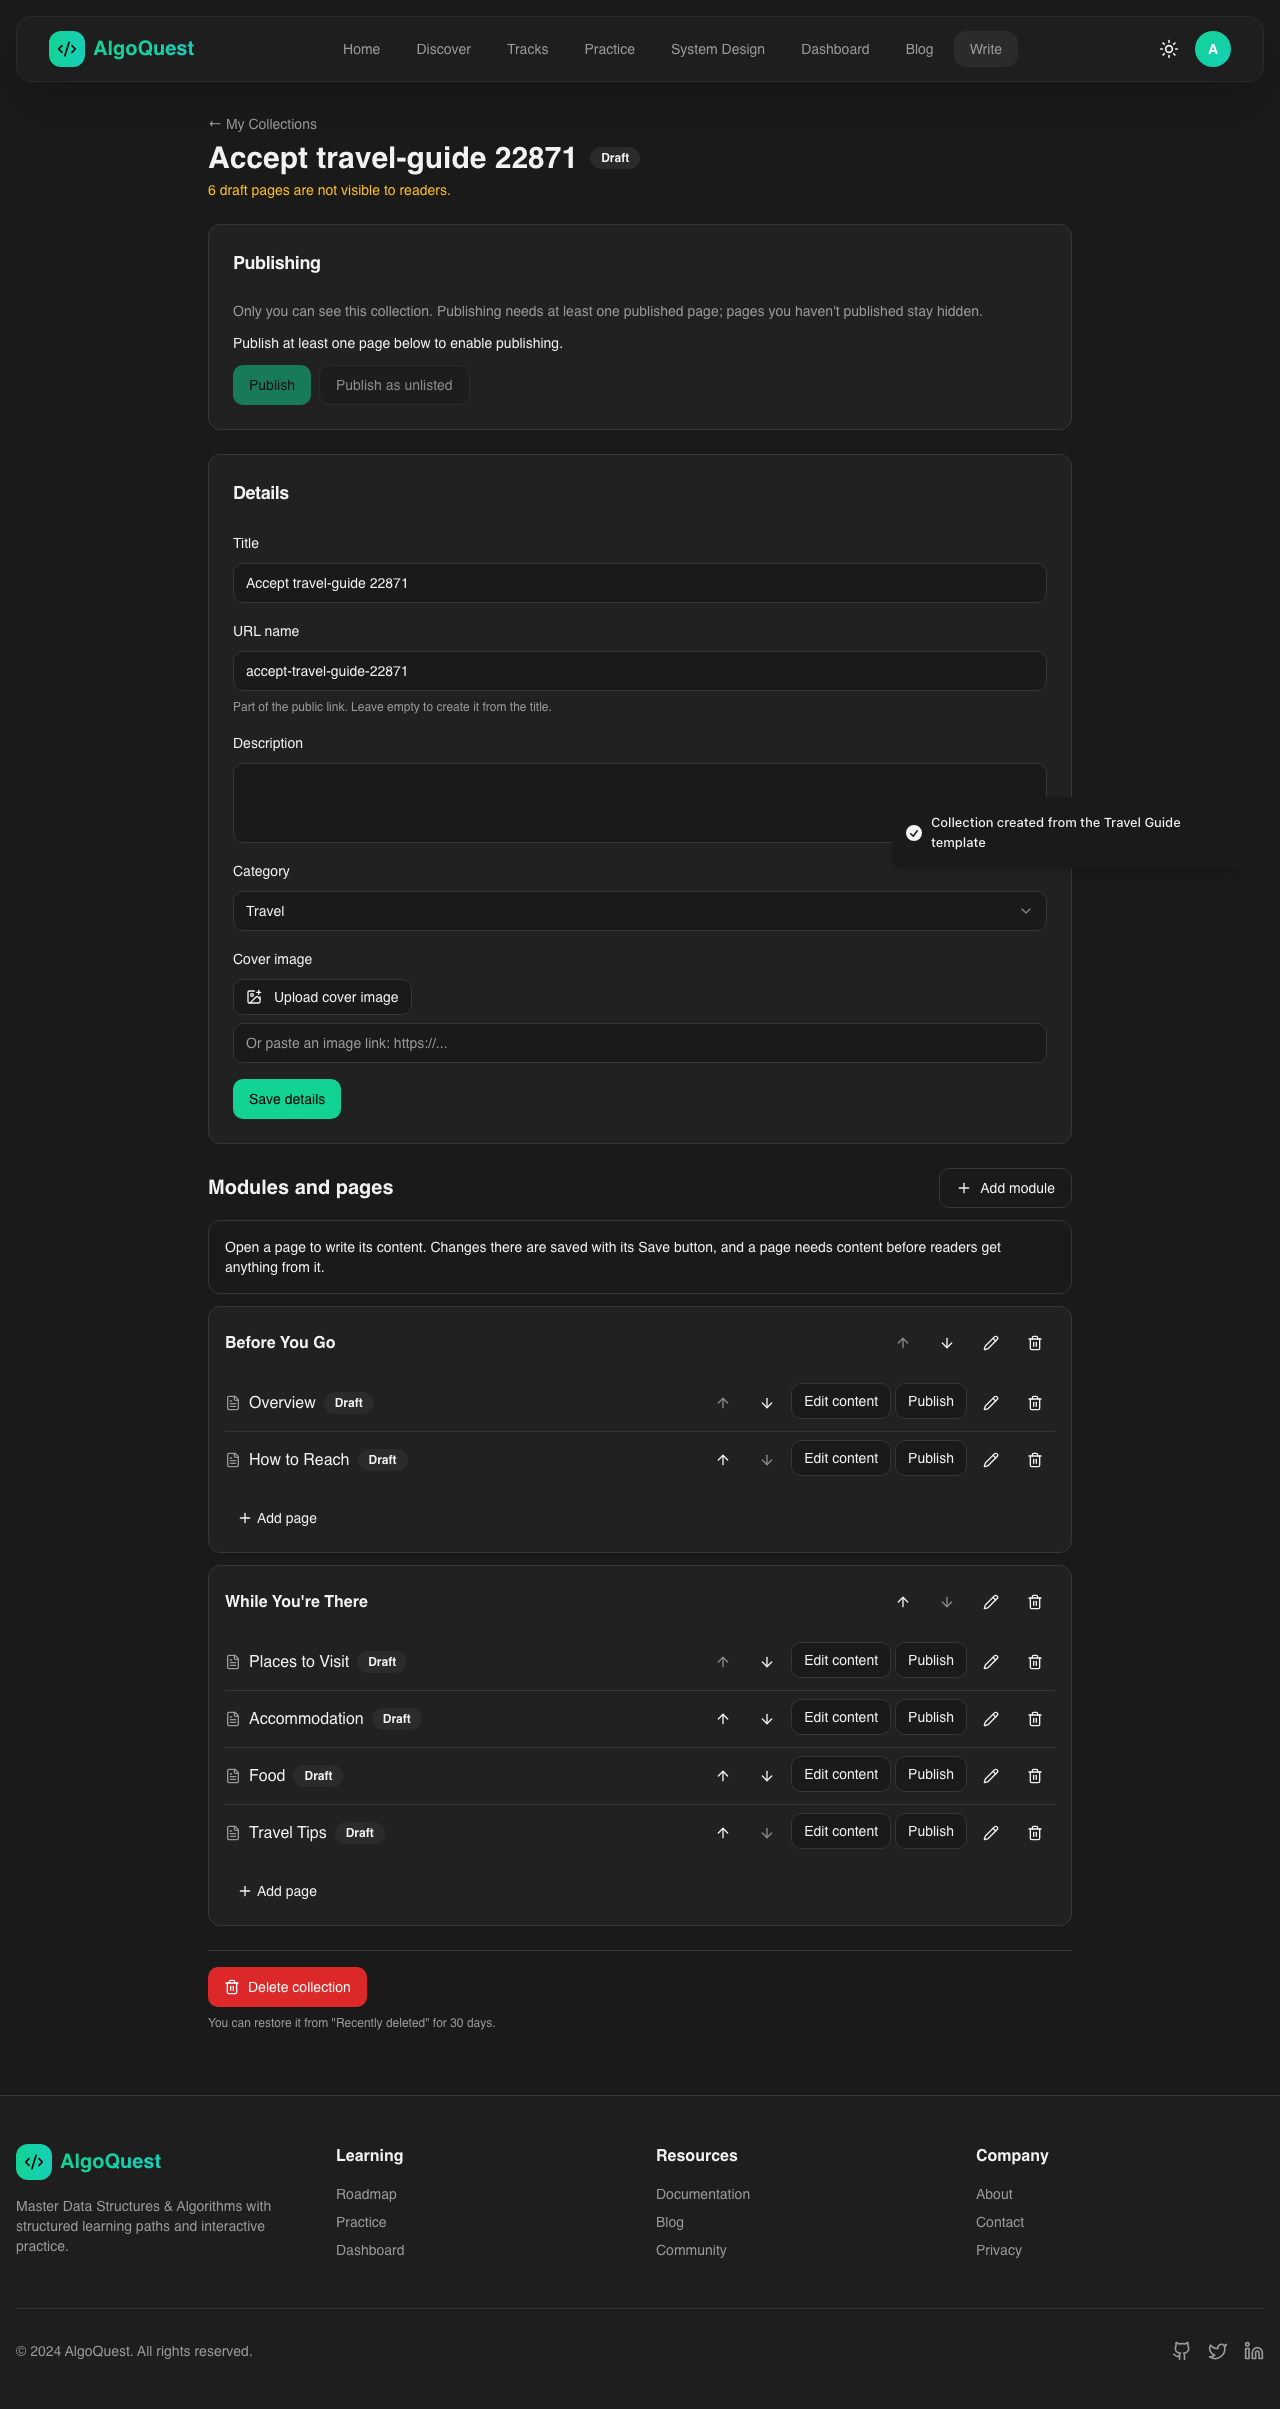 AlgoQuest
Home
Discover
Tracks
Practice
System Design
Dashboard
Blog
Write
A
← My Collections
Accept travel-guide 22871
Draft
6 draft pages are not visible to readers.
Publishing
Only you can see this collection. Publishing needs at least one published page; pages you haven't published stay hidden.
Publish at least one page below to enable publishing.
Publish
Publish as unlisted
Details
Title
Accept travel-guide 22871
URL name
accept-travel-guide-22871
Part of the public link. Leave empty to create it from the title.
Description
Collection created from the Travel Guide
template
Category
Travel
Cover image
Upload cover image
Or paste an image link: https://...
Save details
Modules and pages
Add module
Open a page to write its content. Changes there are saved with its Save button, and a page needs content before readers get
anything from it.
Before You Go
Overview Draft Edit content Publish
How to Reach Draft Edit content Publish
Add page
While You're There
Places to Visit Draft Edit content Publish
Accommodation Draft Edit content Publish
Food Draft Edit content Publish
Travel Tips Draft Edit content Publish
Add page
Delete collection
You can restore it from "Recently deleted" for 30 days.
AlgoQuest
Master Data Structures & Algorithms with
structured learning paths and interactive
practice.
Learning
Roadmap
Practice
Dashboard
Resources
Documentation
Blog
Community
Company
About
Contact
Privacy
© 2024 AlgoQuest. All rights reserved.